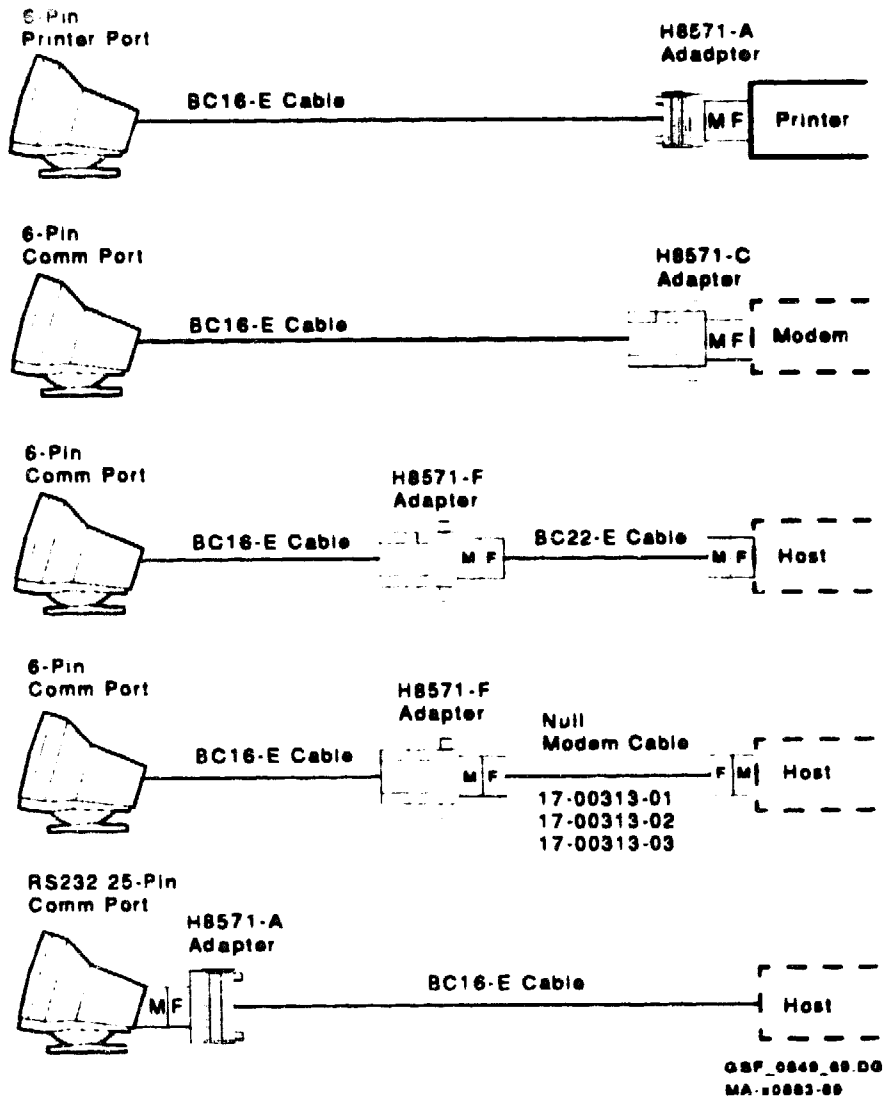 6-Pin
Printer Port
H8571-A
Adadpter
BC16-E Cable
M F
Printer
6-Pin
Comm Port
H8571-C
Adapter
BC16-E Cable
M F
Modem
6-Pin
Comm Port
H8571-F
Adapter
BC16-E Cable
M F
BC22-E Cable
M F
Host
6-Pin
Comm Port
H8571-F
Adapter
Null
Modem Cable
BC16-E Cable
M F
F M
Host
17-00313-01
17-00313-02
17-00313-03
RS232 25-Pin
Comm Port
H8571-A
Adapter
BC16-E Cable
M F
Host